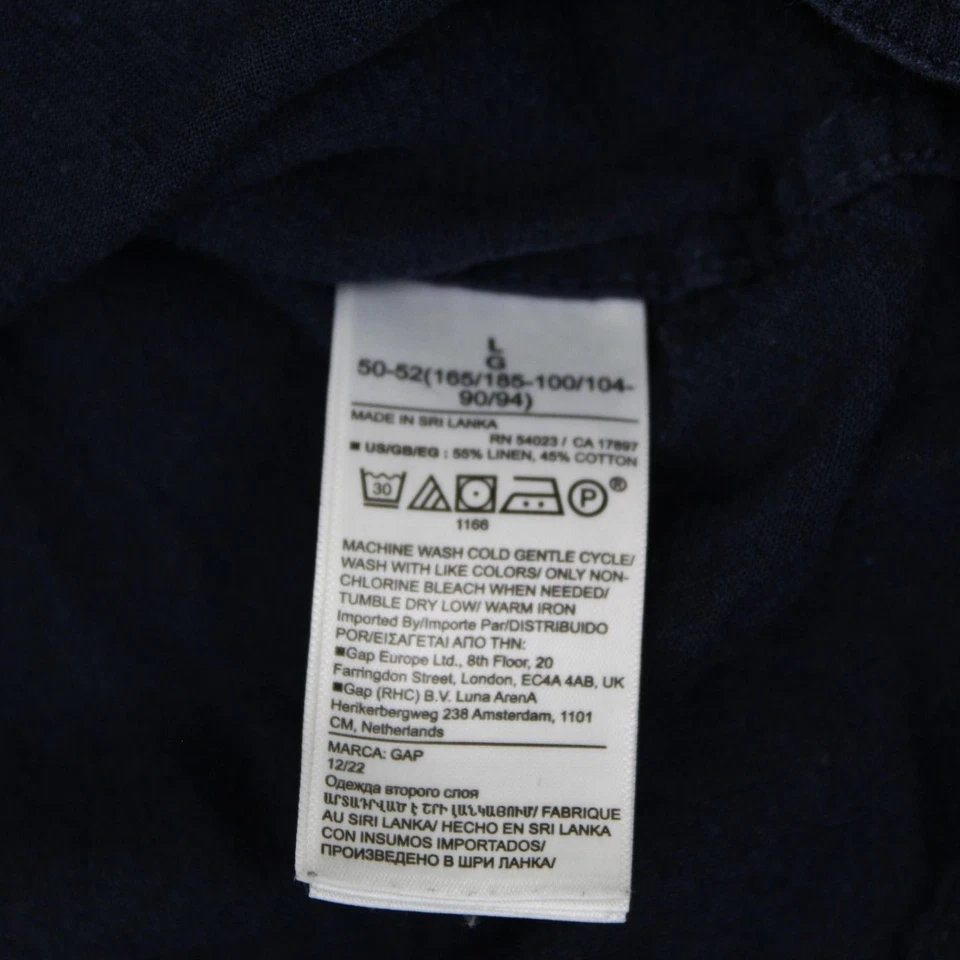 L
G
50-52(165/185-100/104-
90/94)
MADE IN SRI LANKA
RN 54023 / CA 17897
■ US/GB/EG : 55% LINEN, 45% COTTON
30 P ®
1166
MACHINE WASH COLD GENTLE CYCLE/
WASH WITH LIKE COLORS/ ONLY NON-
CHLORINE BLEACH WHEN NEEDED/
TUMBLE DRY LOW/ WARM IRON
Imported By/Importe Par/DISTRIBUIDO
POR/ΕΙΣΑΓΕΤΑΙ ΑΠΟ ΤΗΝ:
■Gap Europe Ltd., 8th Floor, 20
Farringdon Street, London, EC4A 4AB, UK
■Gap (RHC) B.V. Luna ArenA
Herikerbergweg 238 Amsterdam, 1101
CM, Netherlands
MARCA: GAP
12/22
Одежда второго слоя
ԱՐՏԱԴՐՎԱԾ Է ՇՐԻ ԼԱՆԿԱՅՈՒՄ/ FABRIQUE
AU SIRI LANKA/ HECHO EN SRI LANKA
CON INSUMOS IMPORTADOS/
ПРОИЗВЕДЕНО В ШРИ ЛАНКА/